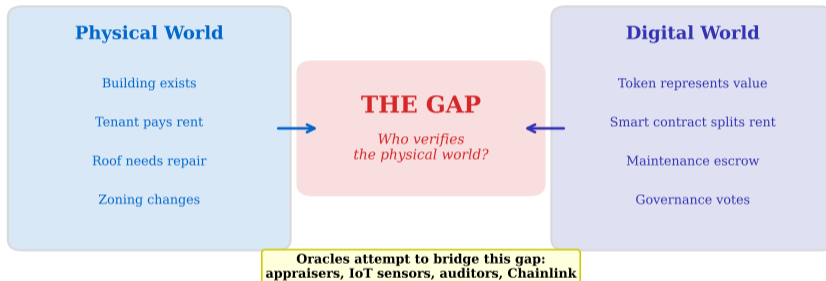 Physical World
Building exists
Tenant pays rent
Roof needs repair
Zoning changes
THE GAP
Who verifies
the physical world?
Digital World
Token represents value
Smart contract splits rent
Maintenance escrow
Governance votes
Oracles attempt to bridge this gap:
appraisers, IoT sensors, auditors, Chainlink